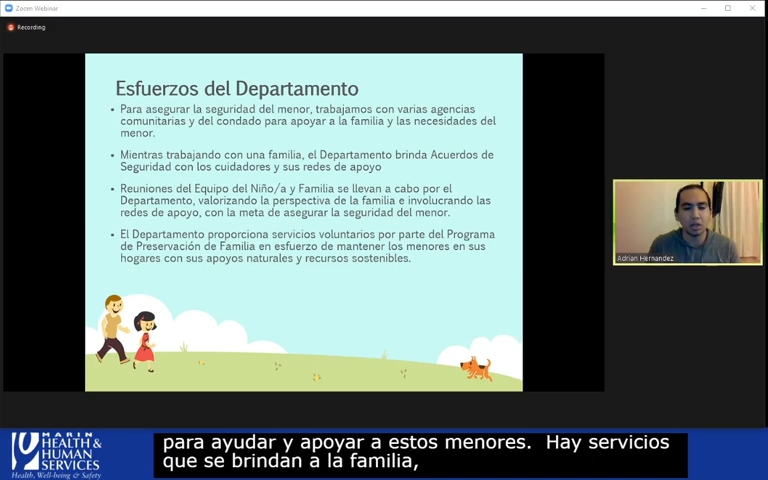 Zoom Webinar
Recording
Esfuerzos del Departamento
• Para asegurar la seguridad del menor, trabajamos con varias agencias
comunitarias y del condado para apoyar a la familia y las necesidades del
menor.
• Mientras trabajando con una familia, el Departamento brinda Acuerdos de
Seguridad con los cuidadores y sus redes de apoyo
• Reuniones del Equipo del Niño/a y Familia se llevan a cabo por el
Departamento, valorizando la perspectiva de la familia e involucrando las
redes de apoyo, con la meta de asegurar la seguridad del menor.
• El Departamento proporciona servicios voluntarios por parte del Programa
de Preservación de Familia en esfuerzo de mantener los menores en sus
hogares con sus apoyos naturales y recursos sostenibles.
Adrian Hernandez
MARIN
HEALTH &
HUMAN
SERVICES
Health, Well-being & Safety
para ayudar y apoyar a estos menores. Hay servicios
que se brindan a la familia,